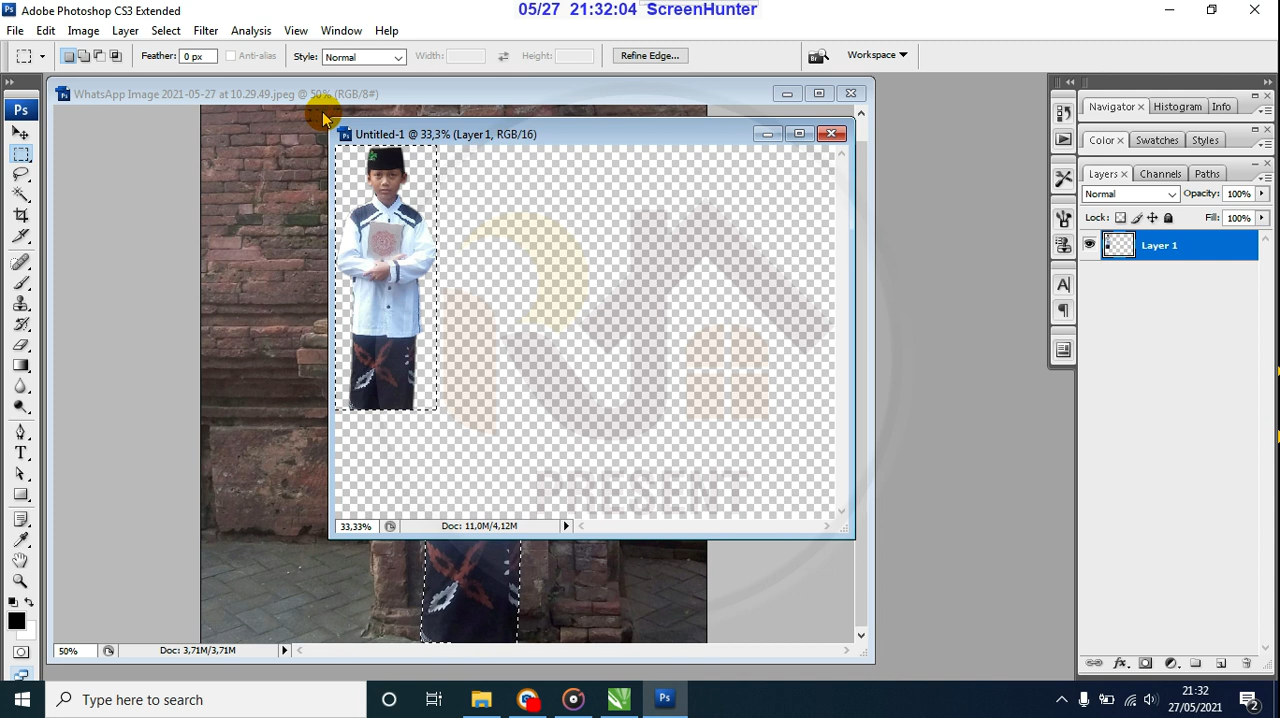 Adobe Photoshop CS3 Extended
05/27 21:32:04 ScreenHunter
File Edit Image Layer Select Filter Analysis View Window Help
Feather: 0 px Anti-alias Style: Normal Width: Height: Refine Edge... Workspace
WhatsApp Image 2021-05-27 at 10.29.49.jpeg @ 50% (RGB/8#)
Ps
Untitled-1 @ 33,3% (Layer 1, RGB/16)
Navigator x Histogram Info
Color x Swatches Styles
Layers x Channels Paths
Normal Opacity: 100%
Lock: Fill: 100%
Layer 1
PRESENT
33,33% Doc: 11,0M/4,12M
50% Doc: 3,71M/3,71M
Type here to search
Ps
21:32
27/05/2021
2